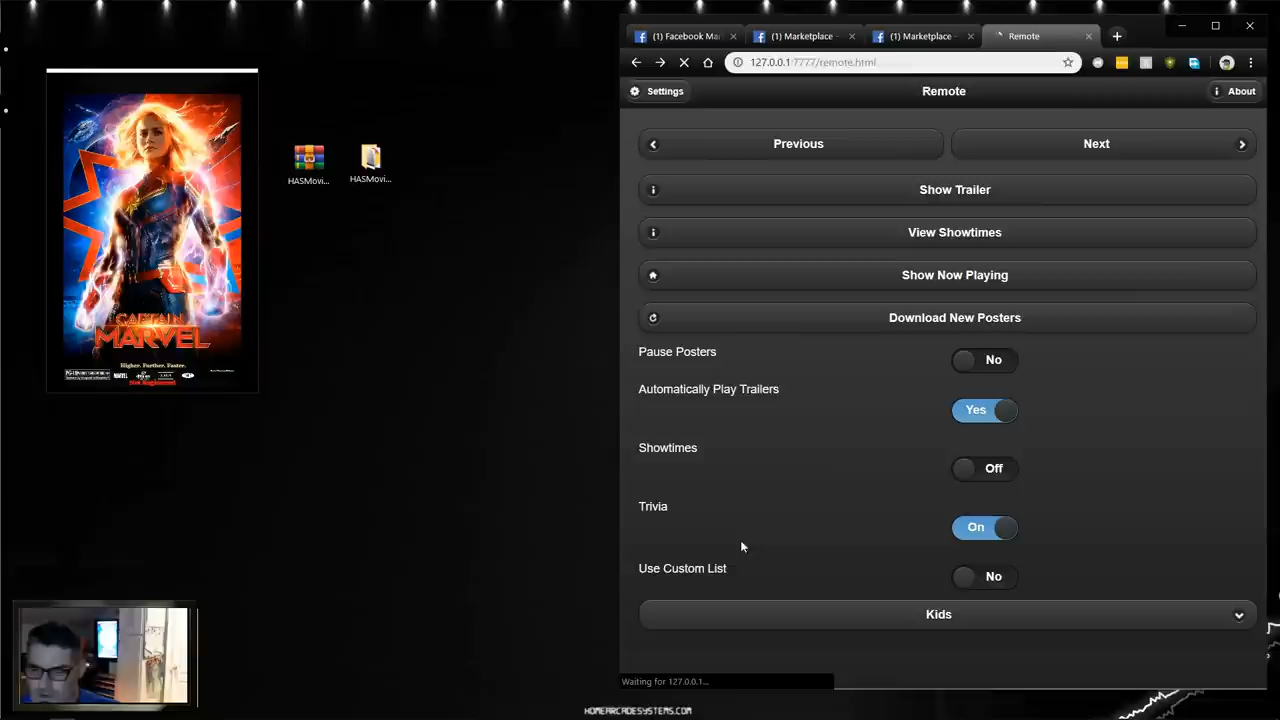 (1) Facebook Ma
(1) Marketplace -
(1) Marketplace -
Remote
127.0.0.1:7777/remote.html
Settings
Remote
About
Previous
Next
Show Trailer
View Showtimes
Show Now Playing
Download New Posters
Pause Posters
No
Automatically Play Trailers
Yes
Showtimes
Off
Trivia
On
Use Custom List
No
Kids
Waiting for 127.0.0.1...
HASMovi...
HASMovi...
CAPTAIN
MARVEL
Higher. Further. Faster.
MARVEL
HOMEARCADESYSTEMS.COM